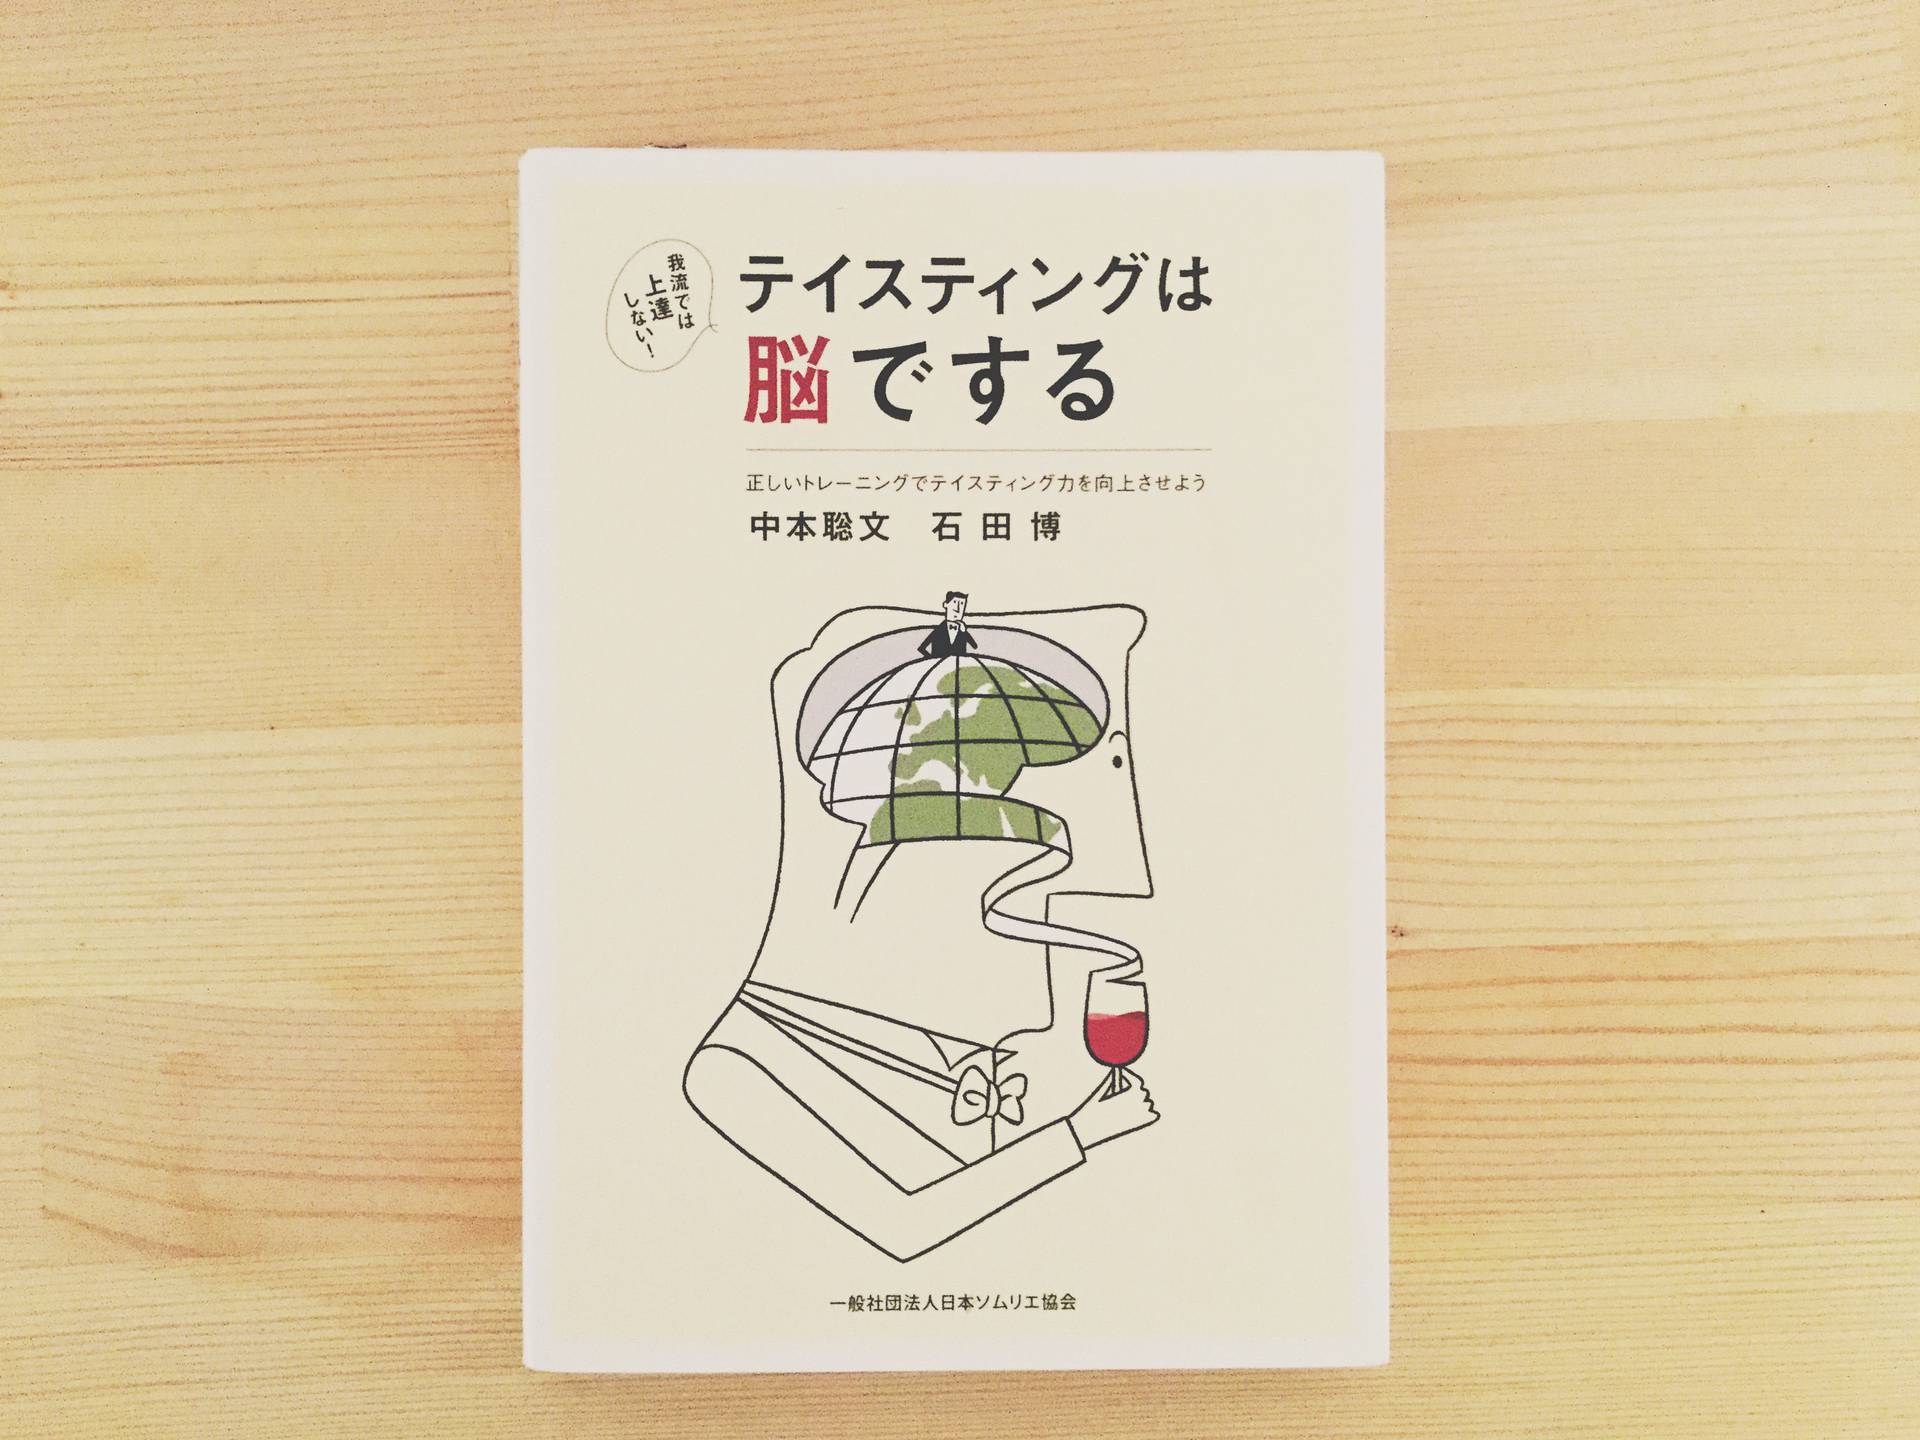 我流では
上達
しない!
テイスティングは
脳でする
正しいトレーニングでテイスティング力を向上させよう
中本聡文 石田博
一般社団法人日本ソムリエ協会